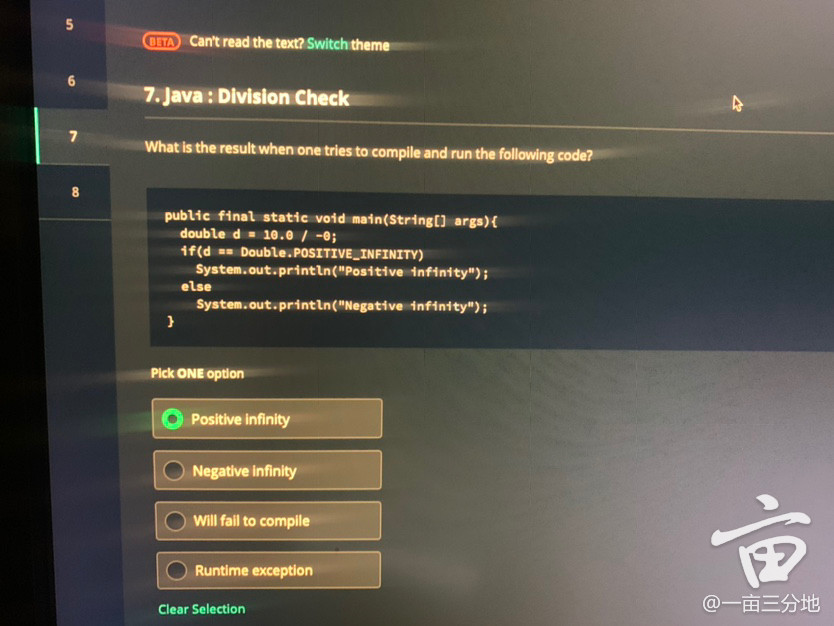 5
BETA Can't read the text? Switch theme
6
7. Java : Division Check
7
What is the result when one tries to compile and run the following code?
8
public final static void main(String[] args){
double d = 10.0 / -0;
if(d == Double.POSITIVE_INFINITY)
System.out.println("Positive infinity");
else
System.out.println("Negative infinity");
}
Pick ONE option
Positive infinity
Negative infinity
Will fail to compile
Runtime exception
Clear Selection
亩
@一亩三分地